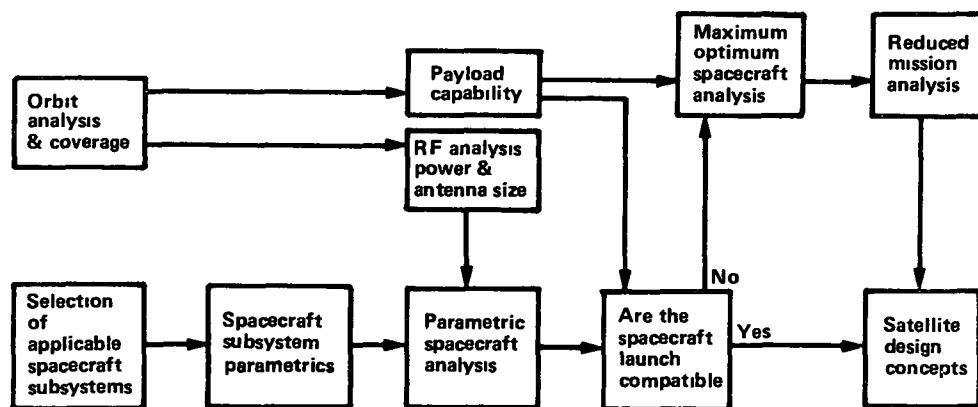 Orbit
analysis
& coverage
Payload
capability
RF analysis
power &
antenna size
Maximum
optimum
spacecraft
analysis
Reduced
mission
analysis
Selection
of
applicable
spacecraft
subsystems
Spacecraft
subsystem
parametrics
Parametric
spacecraft
analysis
Are the
spacecraft
launch
compatible
No
Yes
Satellite
design
concepts